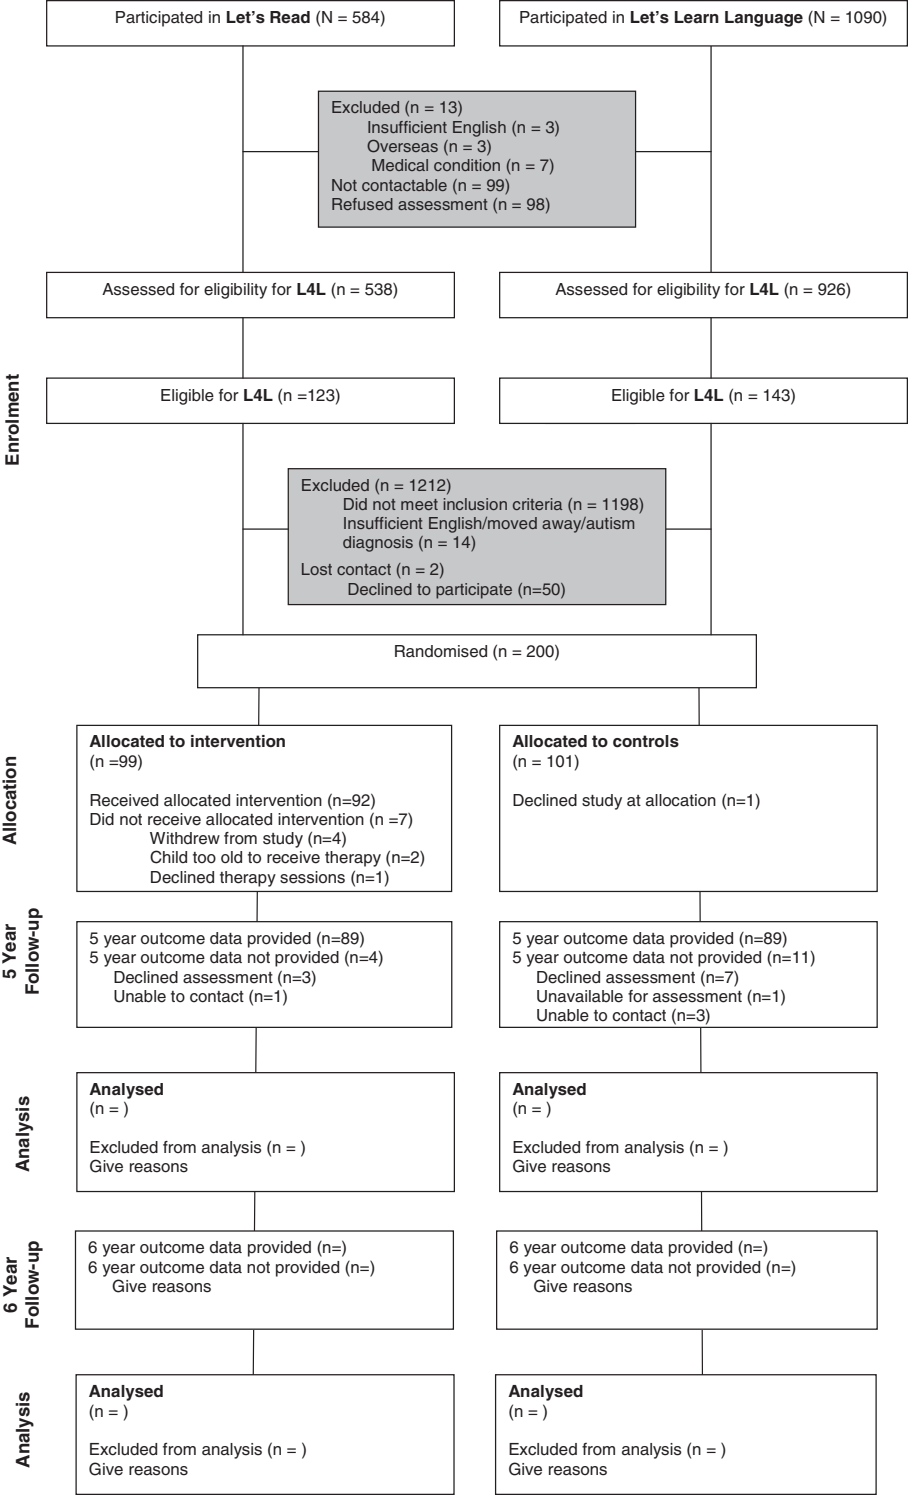 Participated in Let's Read (N = 584)
Participated in Let's Learn Language (N = 1090)
Excluded (n = 13)
Insufficient English (n = 3)
Overseas (n = 3)
Medical condition (n = 7)
Not contactable (n = 99)
Refused assessment (n = 98)
Assessed for eligibility for L4L (n = 538)
Assessed for eligibility for L4L (n = 926)
Enrolment
Eligible for L4L (n =123)
Eligible for L4L (n = 143)
Excluded (n = 1212)
Did not meet inclusion criteria (n = 1198)
Insufficient English/moved away/autism
diagnosis (n = 14)
Lost contact (n = 2)
Declined to participate (n=50)
Randomised (n = 200)
Allocation
Allocated to intervention
(n =99)
Received allocated intervention (n=92)
Did not receive allocated intervention (n =7)
Withdrew from study (n=4)
Child too old to receive therapy (n=2)
Declined therapy sessions (n=1)
Allocated to controls
(n = 101)
Declined study at allocation (n=1)
5 Year
Follow-up
5 year outcome data provided (n=89)
5 year outcome data not provided (n=4)
Declined assessment (n=3)
Unable to contact (n=1)
5 year outcome data provided (n=89)
5 year outcome data not provided (n=11)
Declined assessment (n=7)
Unavailable for assessment (n=1)
Unable to contact (n=3)
Analysis
Analysed
(n = )
Excluded from analysis (n = )
Give reasons
Analysed
(n = )
Excluded from analysis (n = )
Give reasons
6 Year
Follow-up
6 year outcome data provided (n=)
6 year outcome data not provided (n=)
Give reasons
6 year outcome data provided (n=)
6 year outcome data not provided (n=)
Give reasons
Analysis
Analysed
(n = )
Excluded from analysis (n = )
Give reasons
Analysed
(n = )
Excluded from analysis (n = )
Give reasons